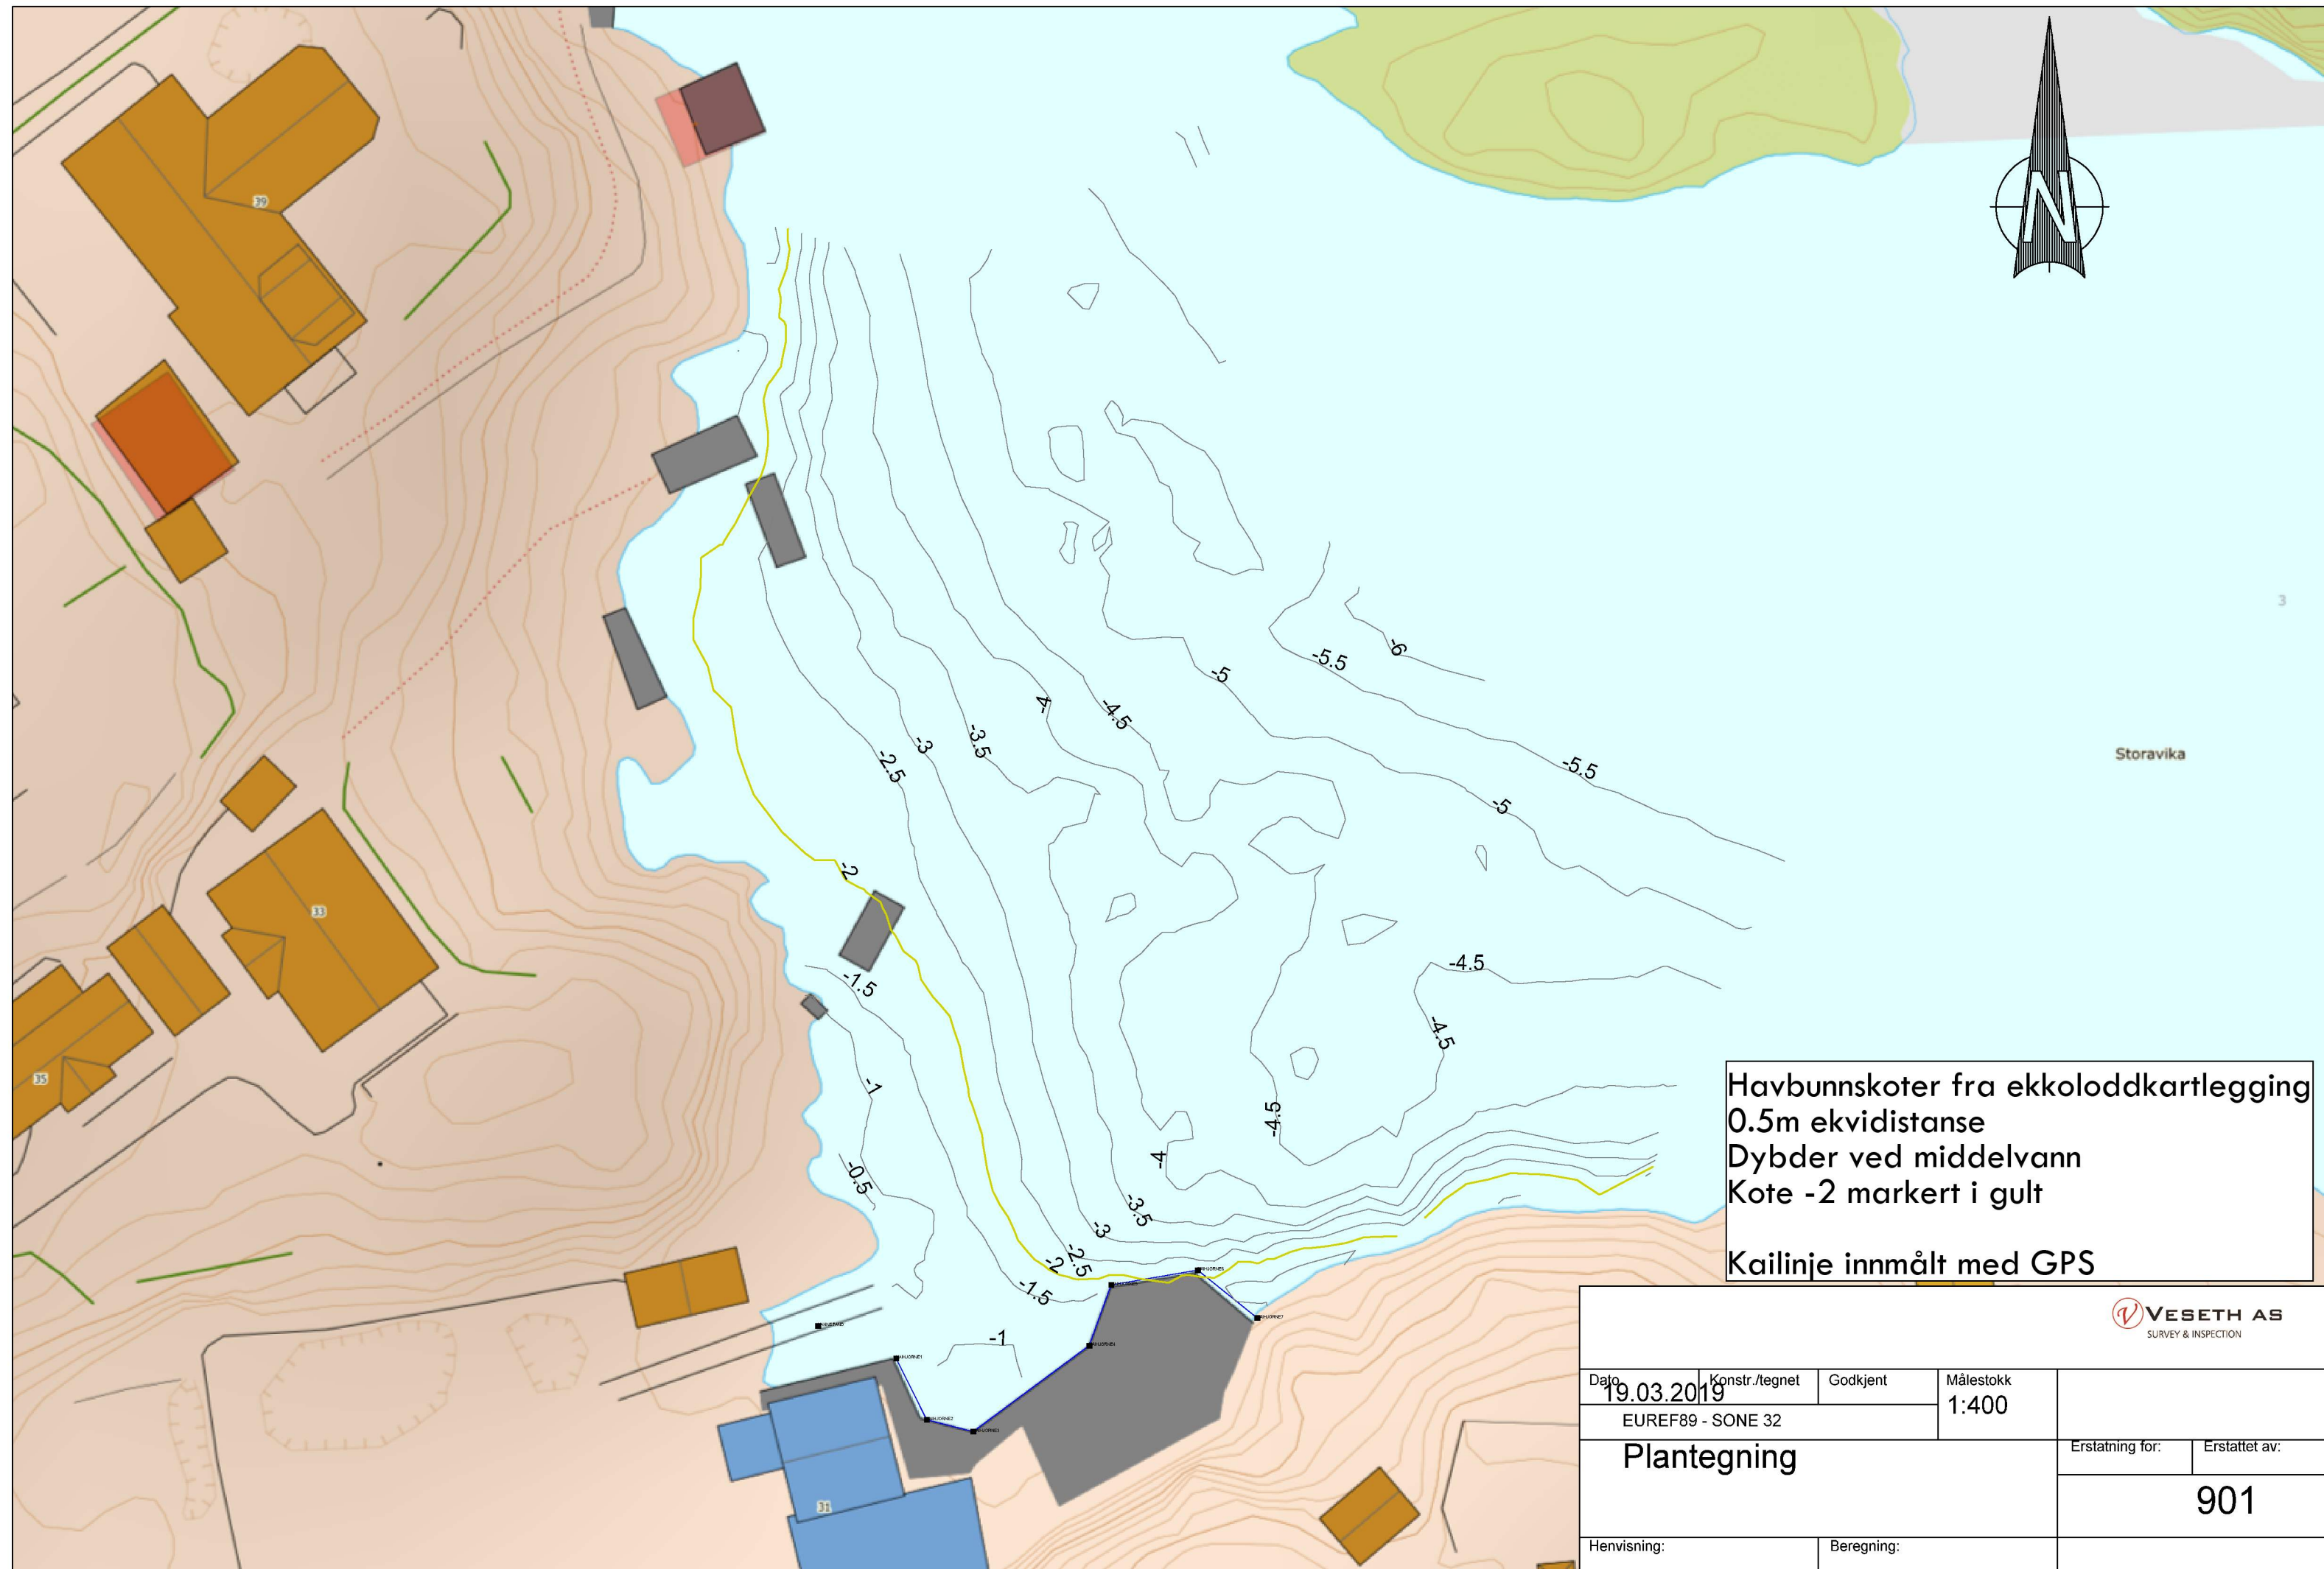 39
N
3
-6
-5.5
-5
-4
-4.5
-3.5
-3
-2.5
Storavika
-5.5
-5
-2
33
-4.5
-1.5
-4.5
35
-1
-4.5
-4
-0.5
-3.5
-3
-2.5
-2
-1.5
-1
31
Havbunnskoter fra ekkoloddkartlegging
0.5m ekvidistanse
Dybder ved middelvann
Kote -2 markert i gult
Kailinje innmålt med GPS
V VESETH AS
SURVEY & INSPECTION
Dato
Konstr./tegnet
Godkjent
Målestokk
19.03.2019
1:400
EUREF89 - SONE 32
Plantegning
Erstatning for:
Erstattet av:
901
Henvisning:
Beregning: